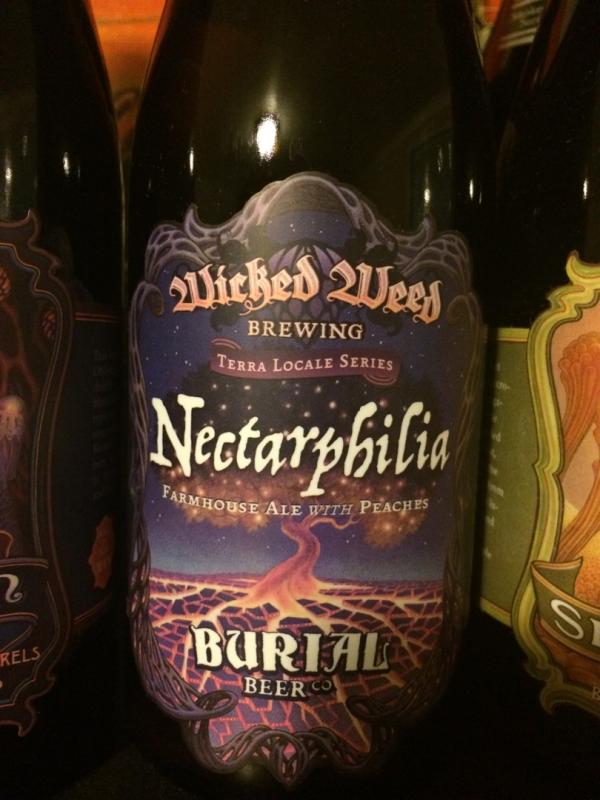 Wicked Weed
BREWING
TERRA LOCALE SERIES
Nectarphilia
FARMHOUSE ALE WITH PEACHES
BURIAL
BEER CO